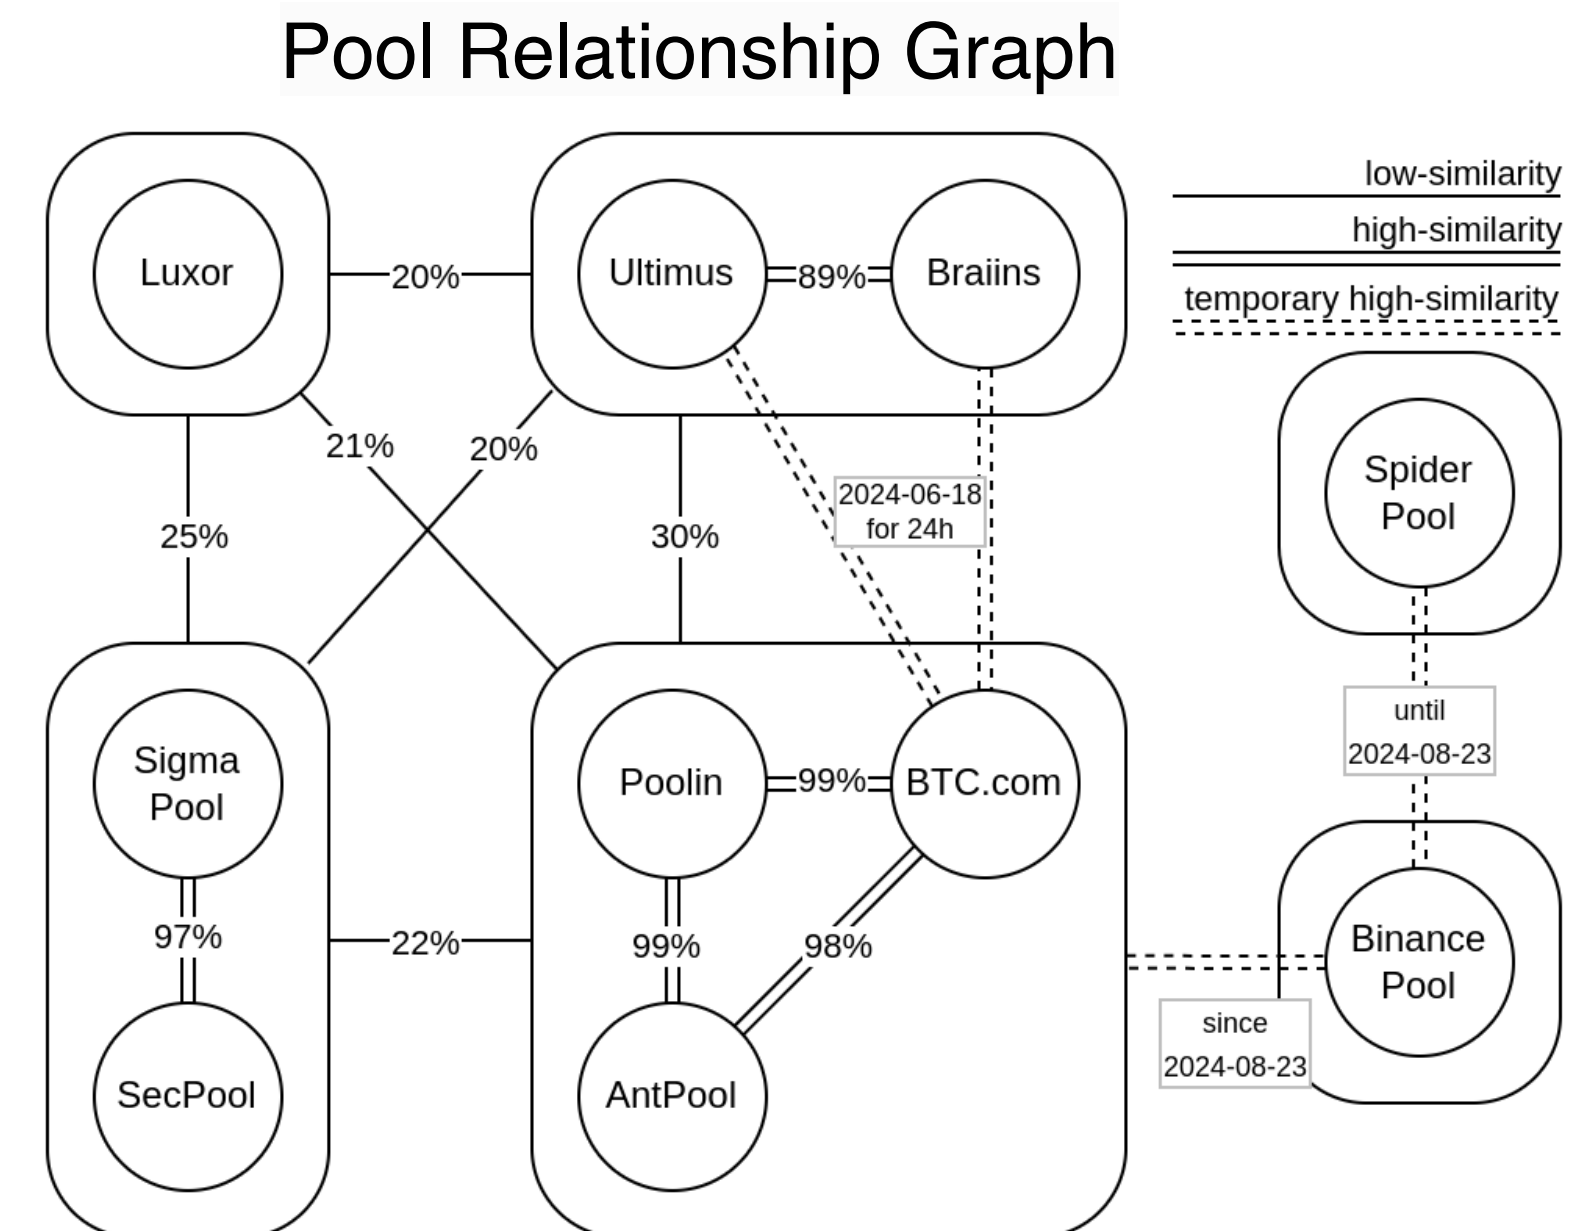 Pool Relationship Graph
low-similarity
high-similarity
temporary high-similarity
Luxor
20%
Ultimus
89%
Braiins
21%
20%
25%
30%
2024-06-18
for 24h
Spider
Pool
until
2024-08-23
Sigma
Pool
97%
SecPool
22%
Poolin
99%
BTC.com
99%
98%
AntPool
Binance
Pool
since
2024-08-23